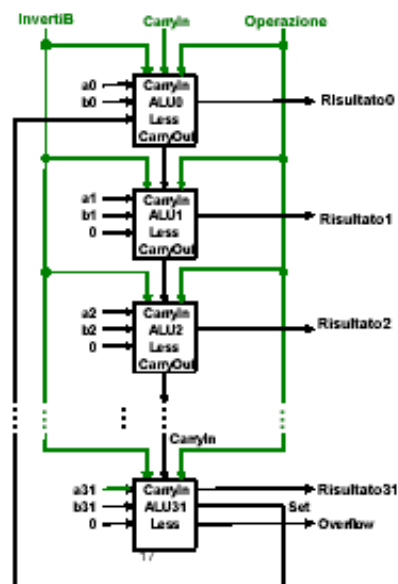 InvertiB CarryIn Operazione
a0 CarryIn
b0 ALU0 Risultato0
Less
CarryOut
a1 CarryIn
b1 ALU1 Risultato1
0 Less
CarryOut
a2 CarryIn
b2 ALU2 Risultato2
0 Less
CarryOut
CarryIn
a31 CarryIn Risultato31
b31 ALU31 Set
0 Less Overflow
17